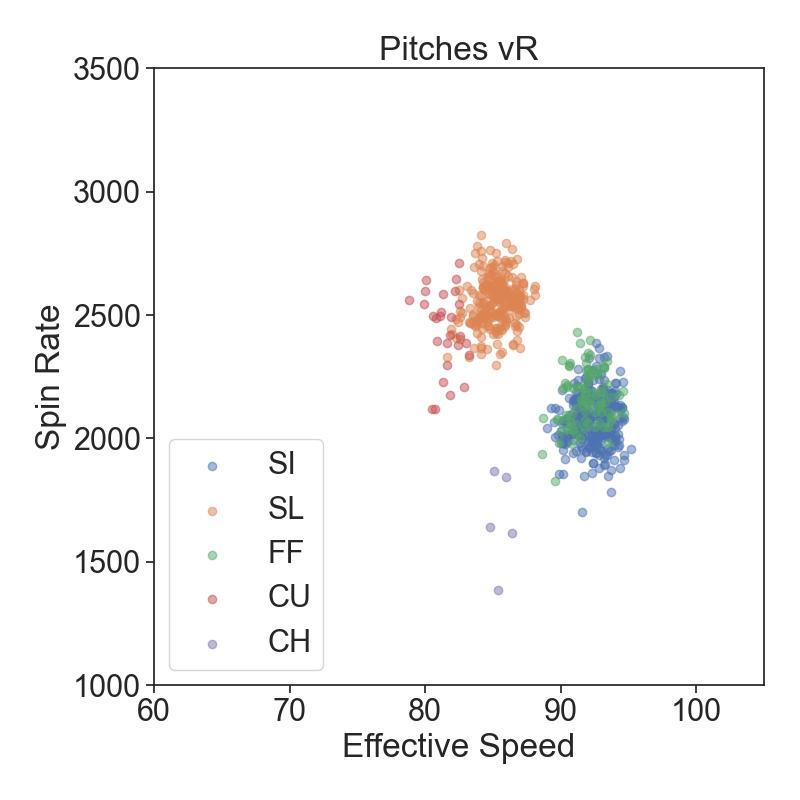 Pitches vR
3500
3000
2500
2000
1500
1000
Spin Rate
SI
SL
FF
CU
CH
60 70 80 90 100
Effective Speed